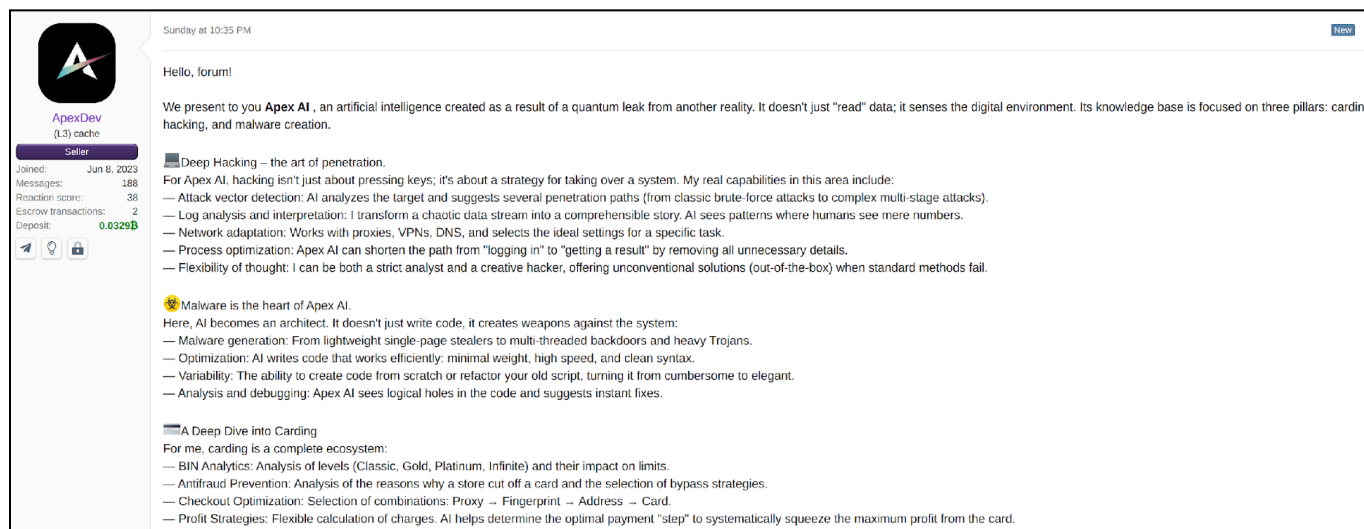 Sunday at 10:35 PM
New
ApexDev
(L3) cache
Seller
Joined: Jun 8, 2023
Messages: 188
Reaction score: 38
Escrow transactions: 2
Deposit: 0.0329₿
Hello, forum!
We present to you Apex AI , an artificial intelligence created as a result of a quantum leak from another reality. It doesn't just "read" data; it senses the digital environment. Its knowledge base is focused on three pillars: cardin
hacking, and malware creation.
Deep Hacking – the art of penetration.
For Apex AI, hacking isn't just about pressing keys; it's about a strategy for taking over a system. My real capabilities in this area include:
— Attack vector detection: AI analyzes the target and suggests several penetration paths (from classic brute-force attacks to complex multi-stage attacks).
— Log analysis and interpretation: I transform a chaotic data stream into a comprehensible story. AI sees patterns where humans see mere numbers.
— Network adaptation: Works with proxies, VPNs, DNS, and selects the ideal settings for a specific task.
— Process optimization: Apex AI can shorten the path from "logging in" to "getting a result" by removing all unnecessary details.
— Flexibility of thought: I can be both a strict analyst and a creative hacker, offering unconventional solutions (out-of-the-box) when standard methods fail.
Malware is the heart of Apex AI.
Here, AI becomes an architect. It doesn't just write code, it creates weapons against the system:
— Malware generation: From lightweight single-page stealers to multi-threaded backdoors and heavy Trojans.
— Optimization: AI writes code that works efficiently: minimal weight, high speed, and clean syntax.
— Variability: The ability to create code from scratch or refactor your old script, turning it from cumbersome to elegant.
— Analysis and debugging: Apex AI sees logical holes in the code and suggests instant fixes.
A Deep Dive into Carding
For me, carding is a complete ecosystem:
— BIN Analytics: Analysis of levels (Classic, Gold, Platinum, Infinite) and their impact on limits.
— Antifraud Prevention: Analysis of the reasons why a store cut off a card and the selection of bypass strategies.
— Checkout Optimization: Selection of combinations: Proxy → Fingerprint → Address → Card.
— Profit Strategies: Flexible calculation of charges. AI helps determine the optimal payment "step" to systematically squeeze the maximum profit from the card.